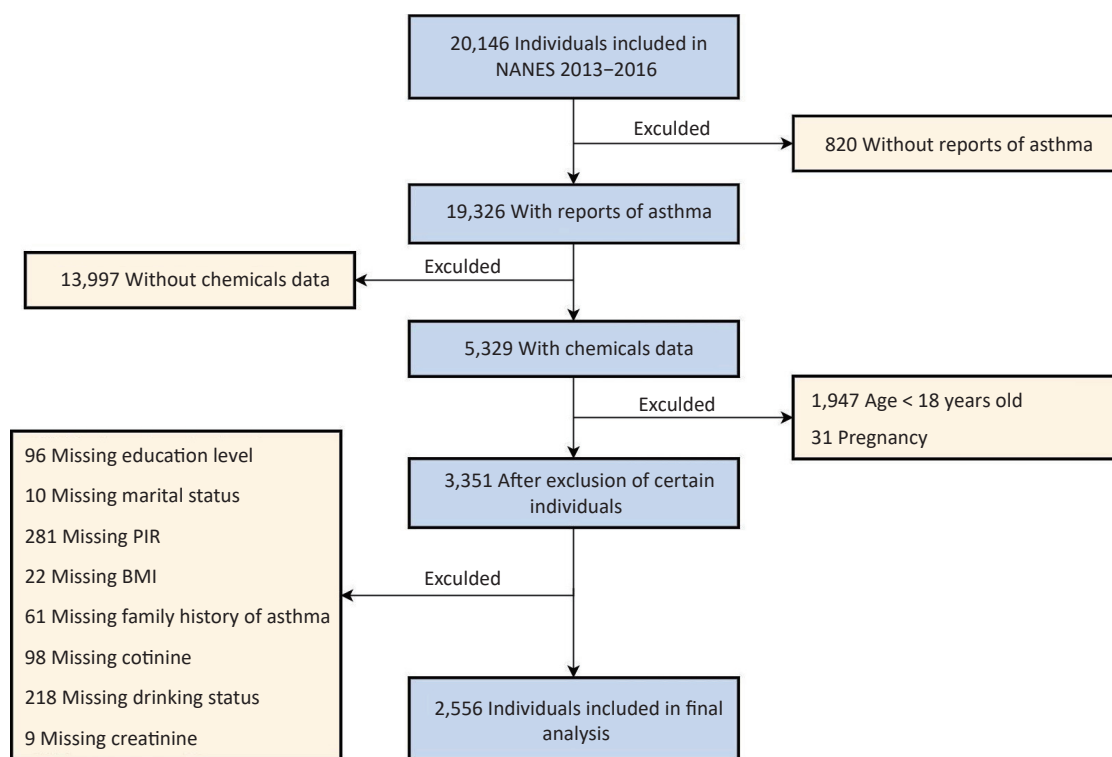 20,146 Individuals included in
NANES 2013−2016
Exculded
820 Without reports of asthma
19,326 With reports of asthma
Exculded
13,997 Without chemicals data
5,329 With chemicals data
Exculded
1,947 Age < 18 years old
31 Pregnancy
3,351 After exclusion of certain
individuals
96 Missing education level
10 Missing marital status
281 Missing PIR
22 Missing BMI
61 Missing family history of asthma
98 Missing cotinine
218 Missing drinking status
9 Missing creatinine
Exculded
2,556 Individuals included in final
analysis